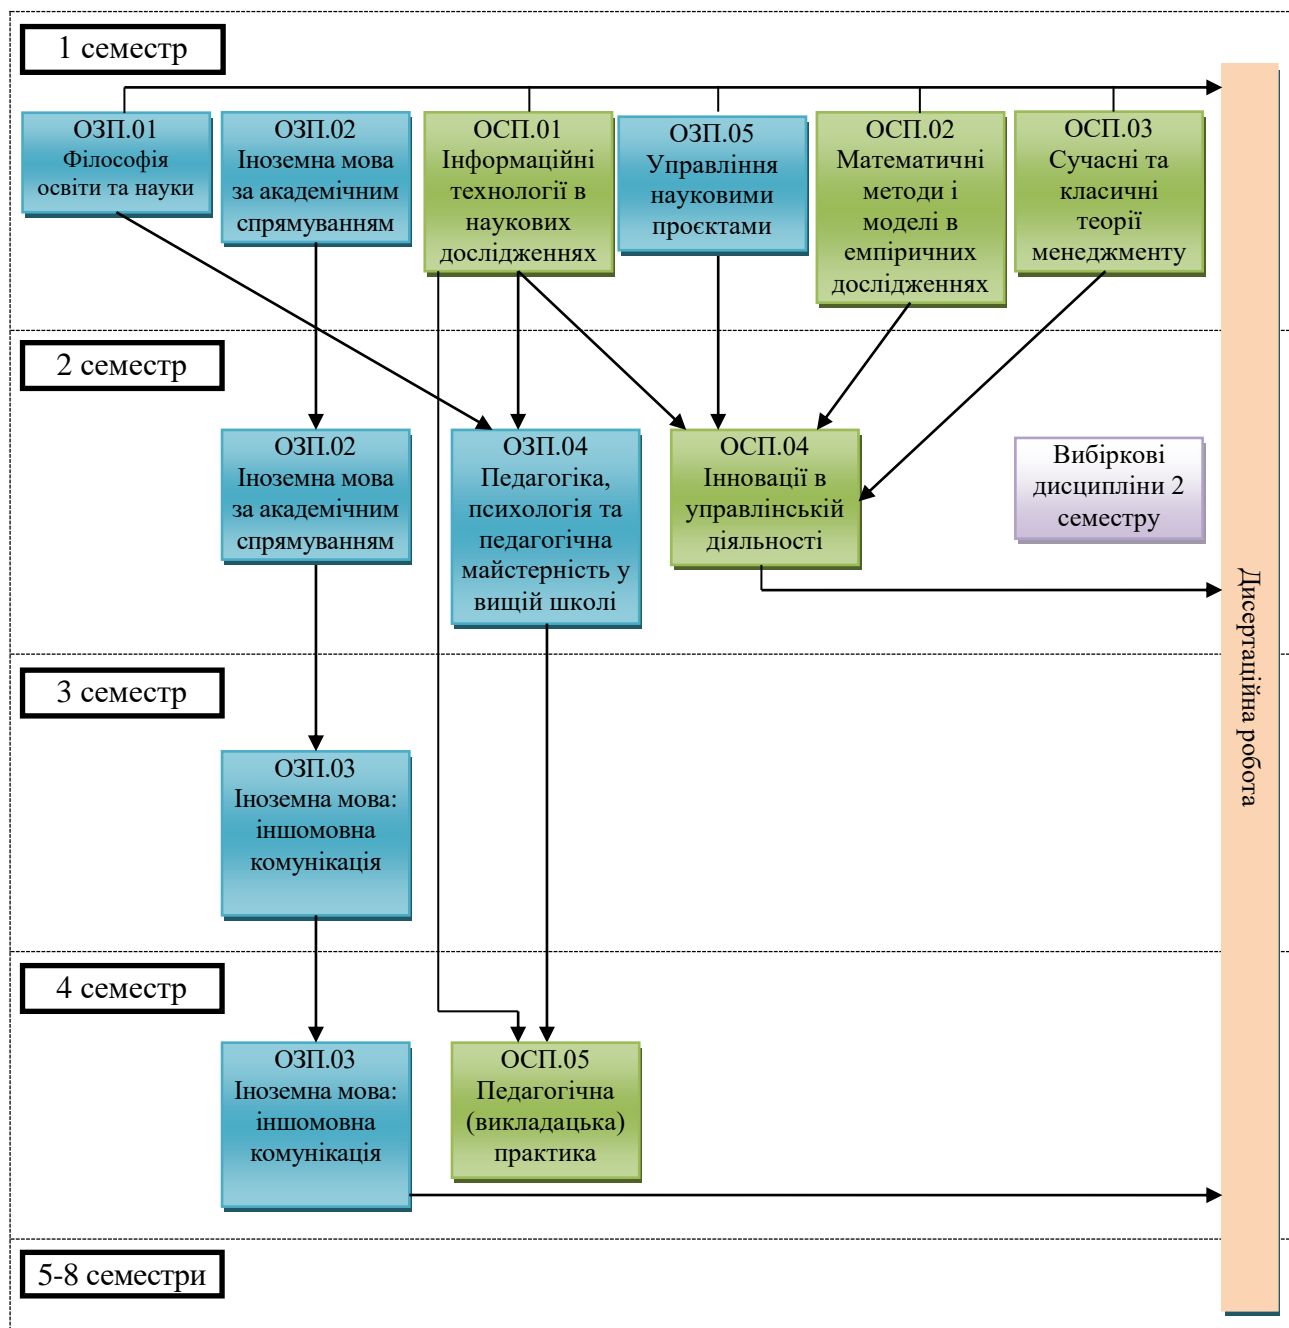 1 семестр
ОЗП.01
Філософія
освіти та науки
ОЗП.02
Іноземна мова
за академічним
спрямуванням
ОСП.01
Інформаційні
технології в
наукових
дослідженнях
ОЗП.05
Управління
науковими
проєктами
ОСП.02
Математичні
методи і
моделі в
емпіричних
дослідженнях
ОСП.03
Сучасні та
класичні
теорії
менеджменту
2 семестр
ОЗП.02
Іноземна мова
за академічним
спрямуванням
ОЗП.04
Педагогіка,
психологія та
педагогічна
майстерність у
вищій школі
ОСП.04
Інновації в
управлінській
діяльності
Вибіркові
дисципліни 2
семестру
Дисертаційна робота
3 семестр
ОЗП.03
Іноземна мова:
іншомовна
комунікація
4 семестр
ОЗП.03
Іноземна мова:
іншомовна
комунікація
ОСП.05
Педагогічна
(викладацька)
практика
5-8 семестри